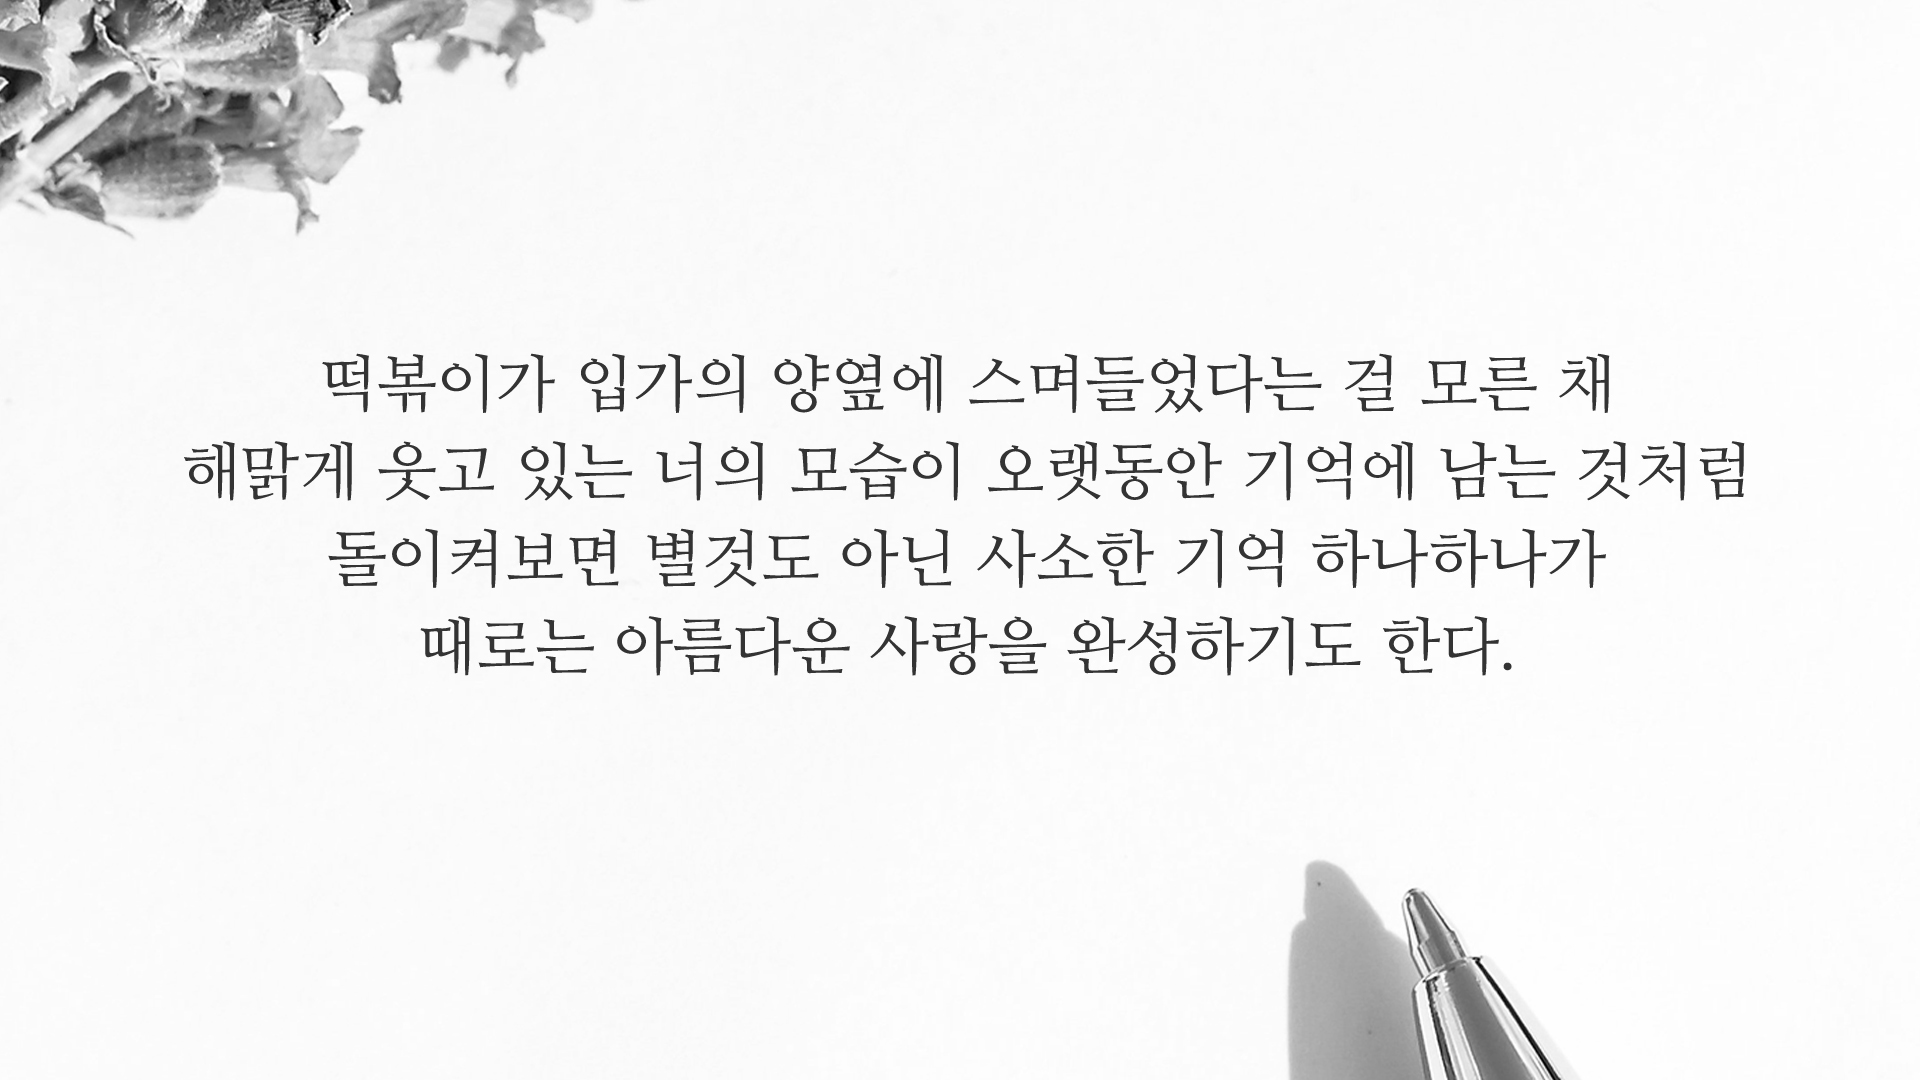 떡볶이가 입가의 양옆에 스며들었다는 걸 모른 채
해맑게 웃고 있는 너의 모습이 오랫동안 기억에 남는 것처럼
돌이켜보면 별것도 아닌 사소한 기억 하나하나가
때로는 아름다운 사랑을 완성하기도 한다.